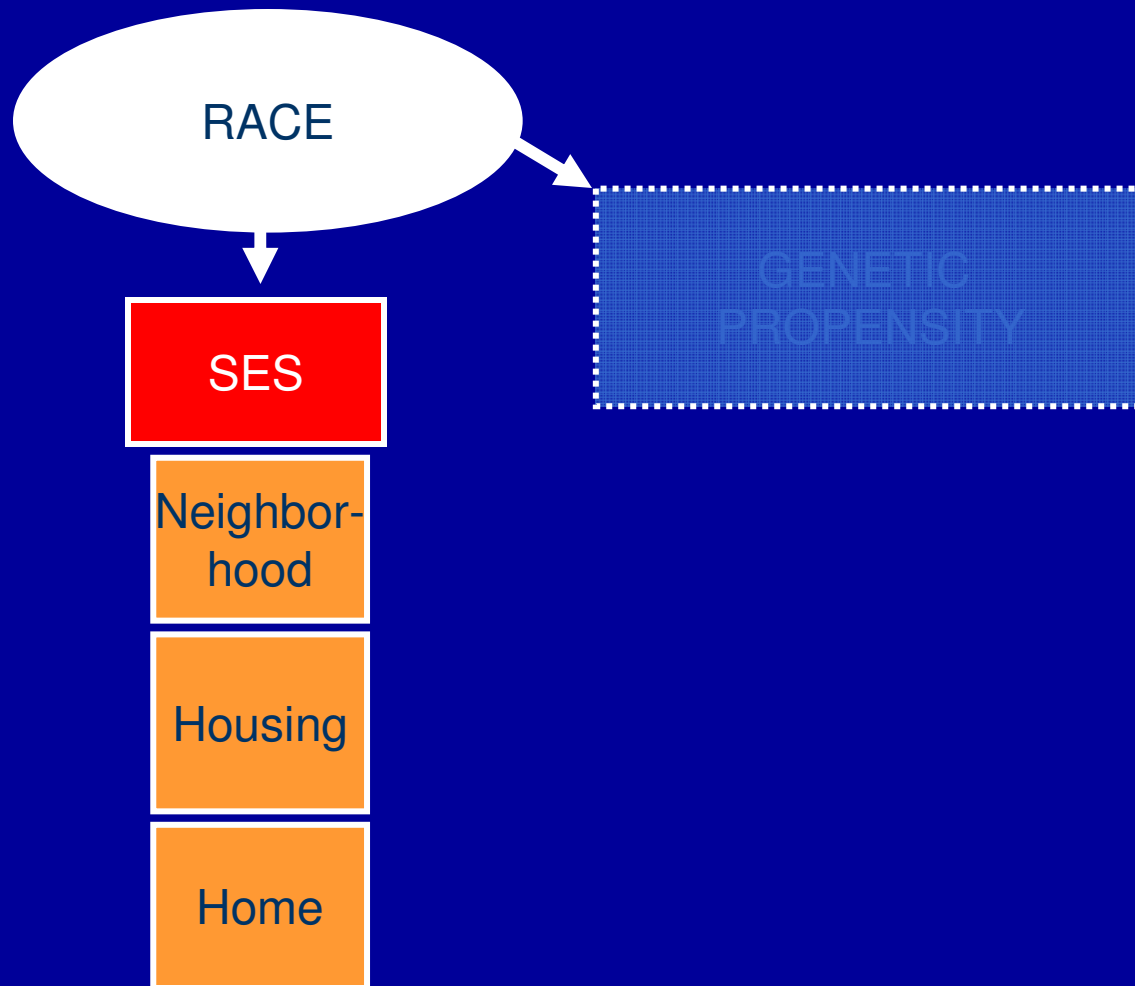 RACE
GENETIC
PROPENSITY
SES
Neighbor-
hood
Housing
Home